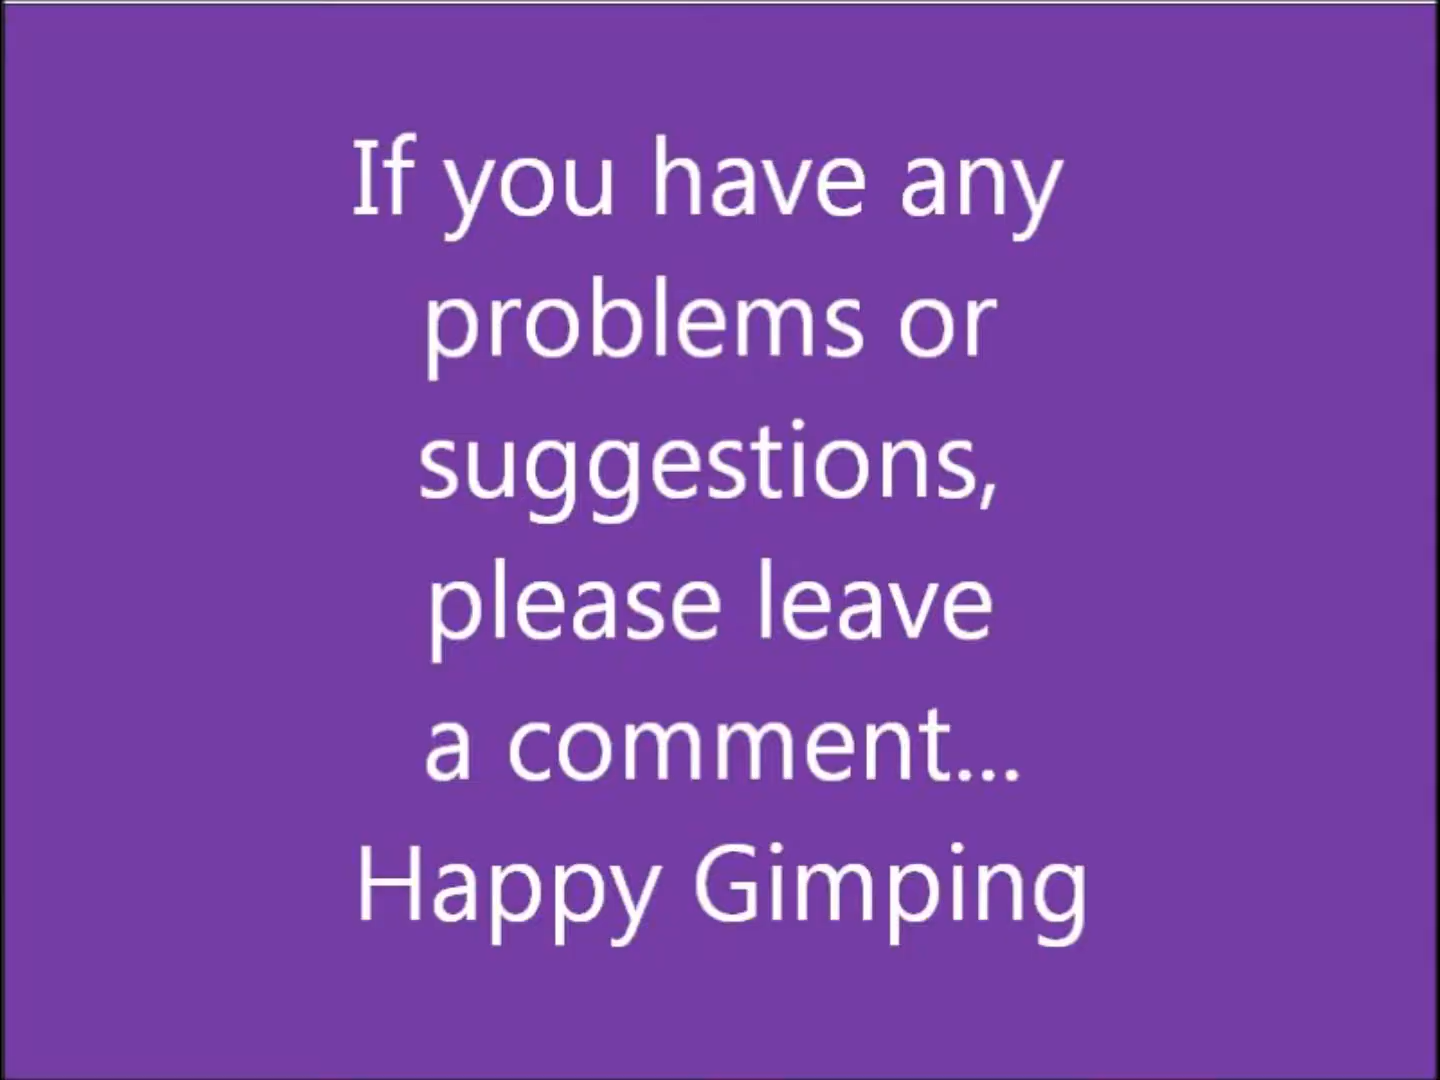 If you have any
problems or
suggestions,
please leave
a comment...
Happy Gimping